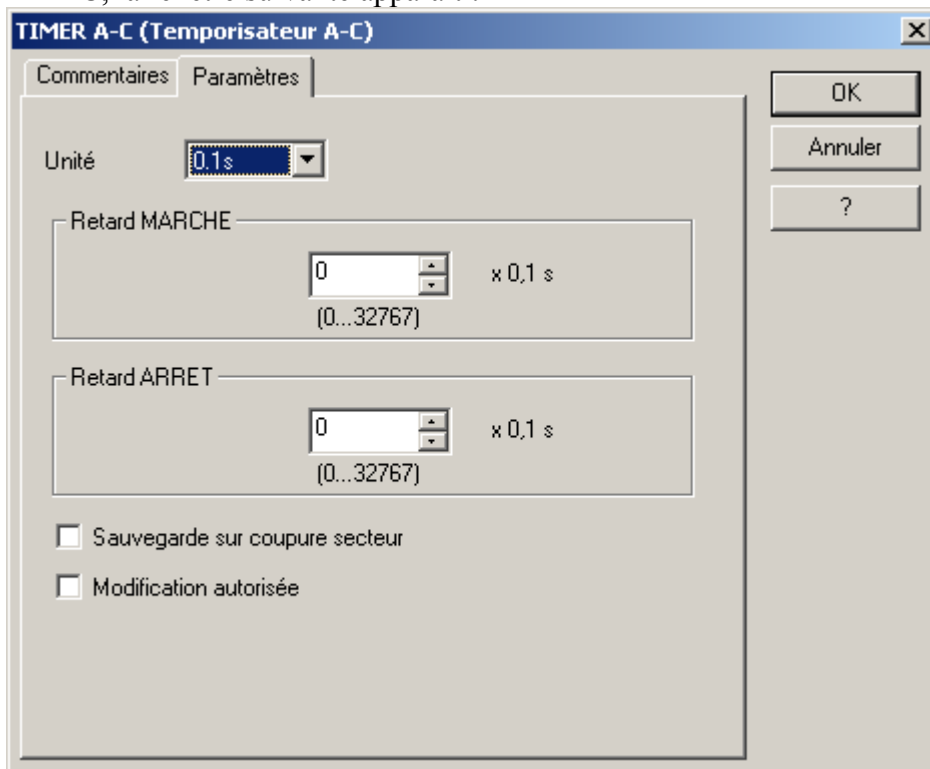 TIMER A-C (Temporisateur A-C)
Commentaires Paramètres
OK
Unité 0.1s
Annuler
?
Retard MARCHE
0 x 0,1 s
(0...32767)
Retard ARRET
0 x 0,1 s
(0...32767)
Sauvegarde sur coupure secteur
Modification autorisée